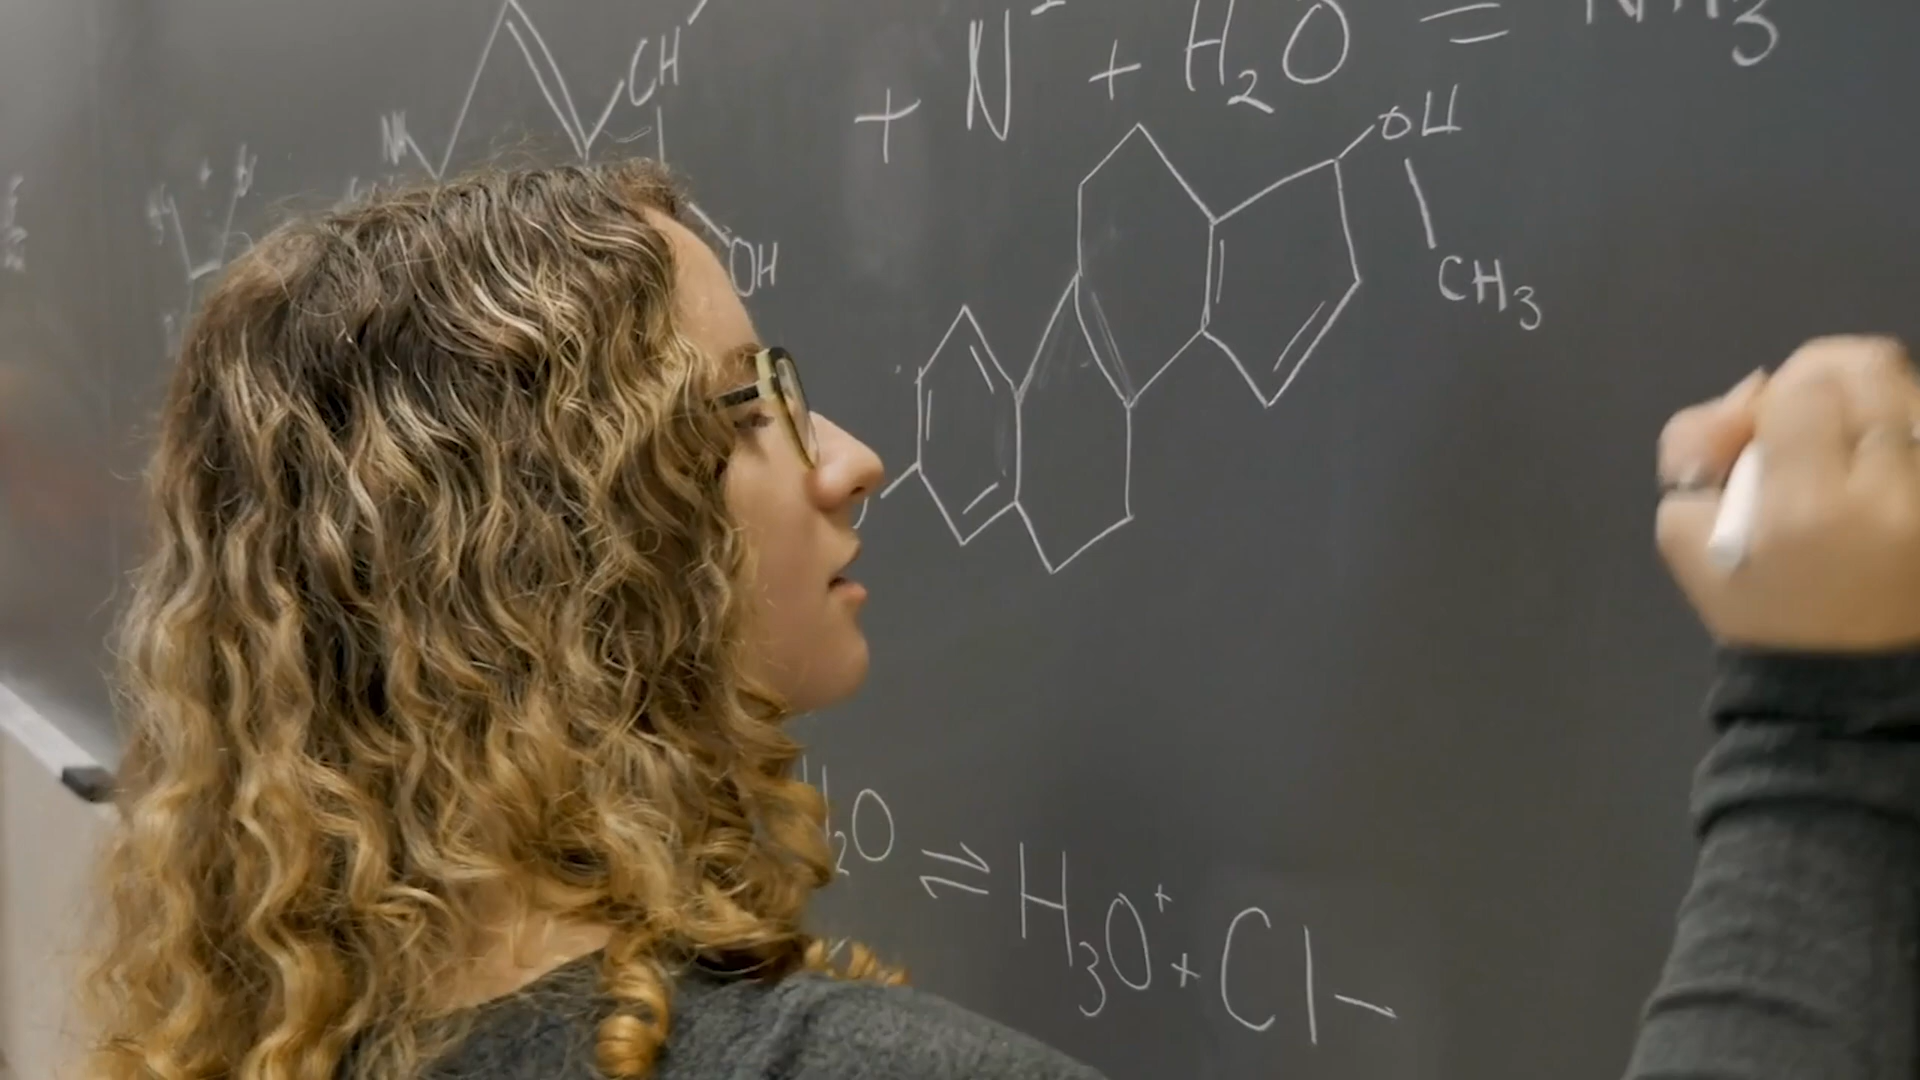 + N + H2O = NH3
CH
OH
OH
CH3
H2O ⇌ H3O+ + Cl-